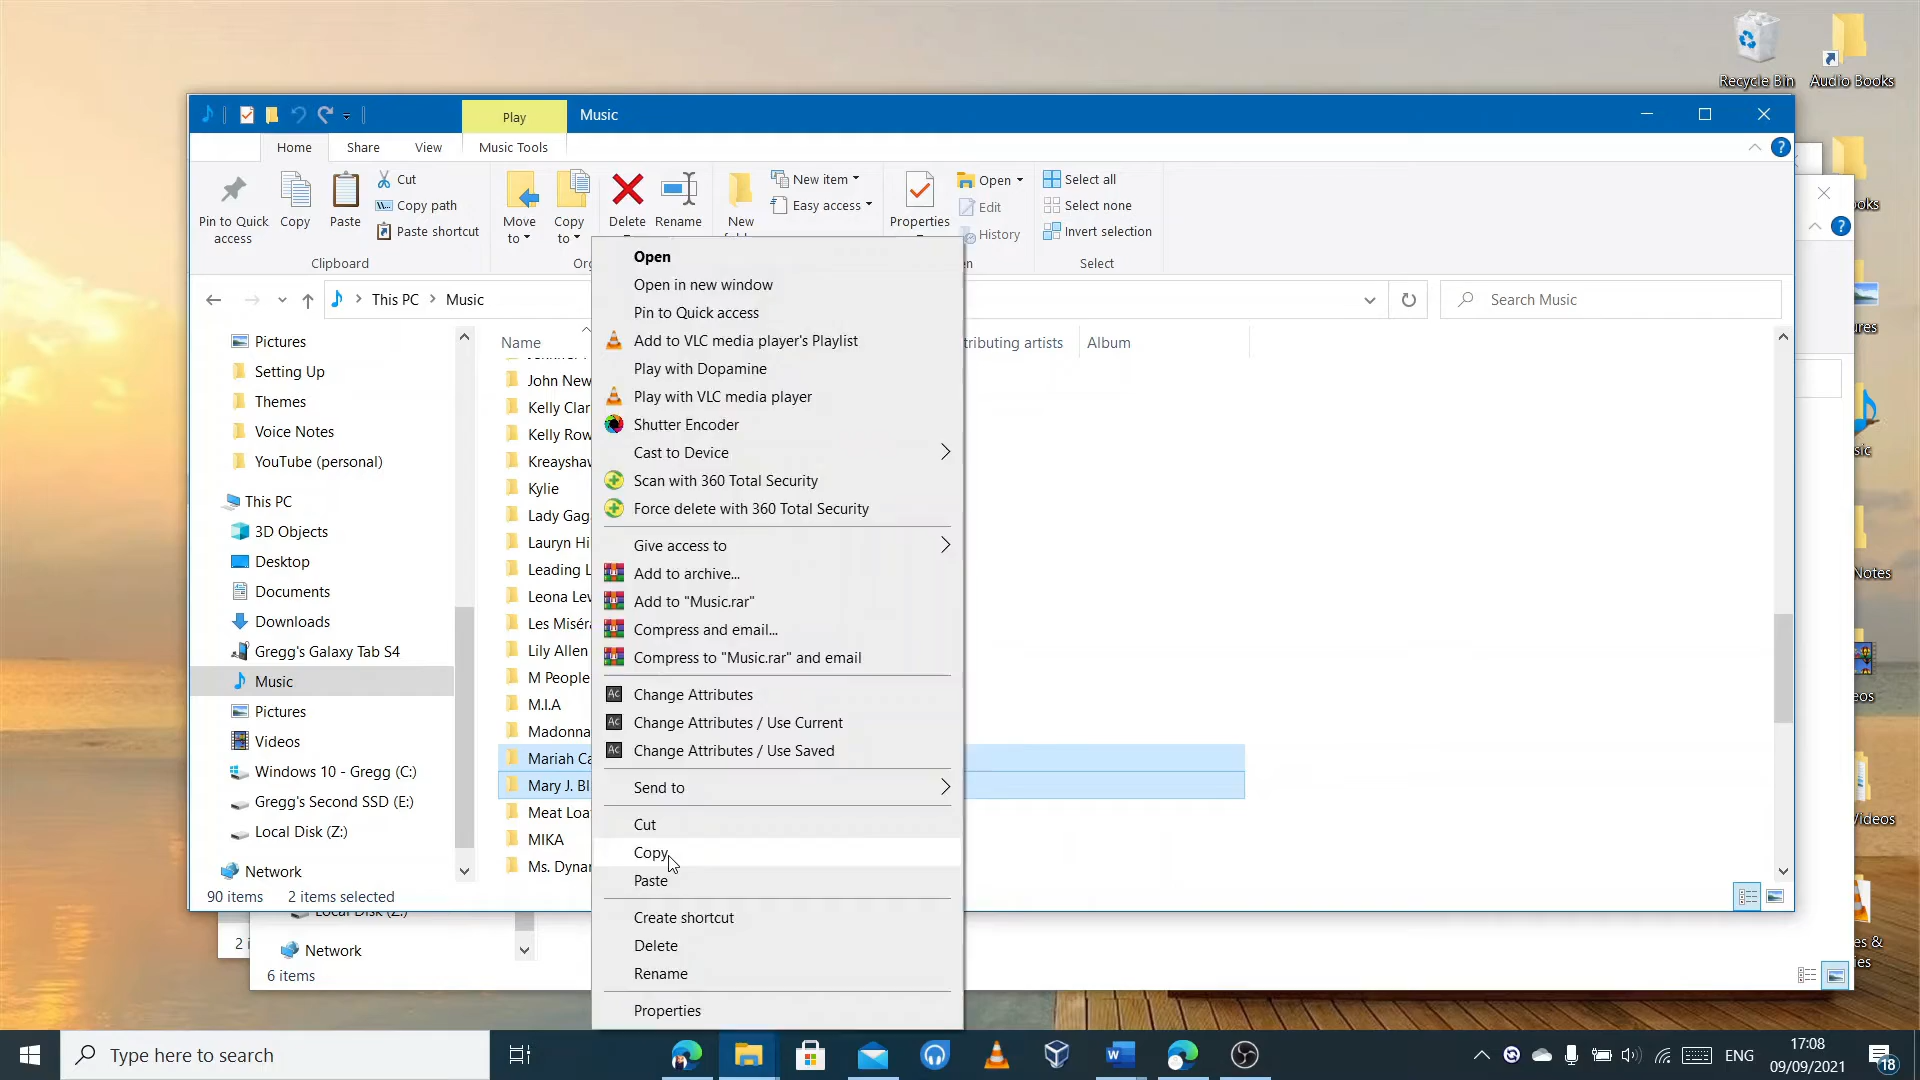 Recycle Bin
Audio Books
Play
Music
Home
Share
View
Music Tools
Pin to Quick access
Copy
Paste
Cut
Copy path
Paste shortcut
Clipboard
Move to
Copy to
Delete
Rename
New
New item
Easy access
Properties
Open
Edit
History
Select all
Select none
Invert selection
Select
This PC
Music
Search Music
Pictures
Setting Up
Themes
Voice Notes
YouTube (personal)
This PC
3D Objects
Desktop
Documents
Downloads
Gregg's Galaxy Tab S4
Music
Pictures
Videos
Windows 10 - Gregg (C:)
Gregg's Second SSD (E:)
Local Disk (Z:)
Network
90 items
2 items selected
Name
tributing artists
Album
John New
Kelly Clar
Kelly Row
Kreaysha
Kylie
Lady Gag
Lauryn Hi
Leading L
Leona Lew
Les Miséra
Lily Allen
M People
M.I.A
Madonna
Mariah Ca
Mary J. Bl
Meat Loa
MIKA
Ms. Dyna
Open
Open in new window
Pin to Quick access
Add to VLC media player's Playlist
Play with Dopamine
Play with VLC media player
Shutter Encoder
Cast to Device
Scan with 360 Total Security
Force delete with 360 Total Security
Give access to
Add to archive...
Add to "Music.rar"
Compress and email...
Compress to "Music.rar" and email
Ac Change Attributes
Ac Change Attributes / Use Current
Ac Change Attributes / Use Saved
Send to
Cut
Copy
Paste
Create shortcut
Delete
Rename
Properties
Local Disk (Z:)
Network
6 items
Notes
Videos
Type here to search
ENG
17:08
09/09/2021
18